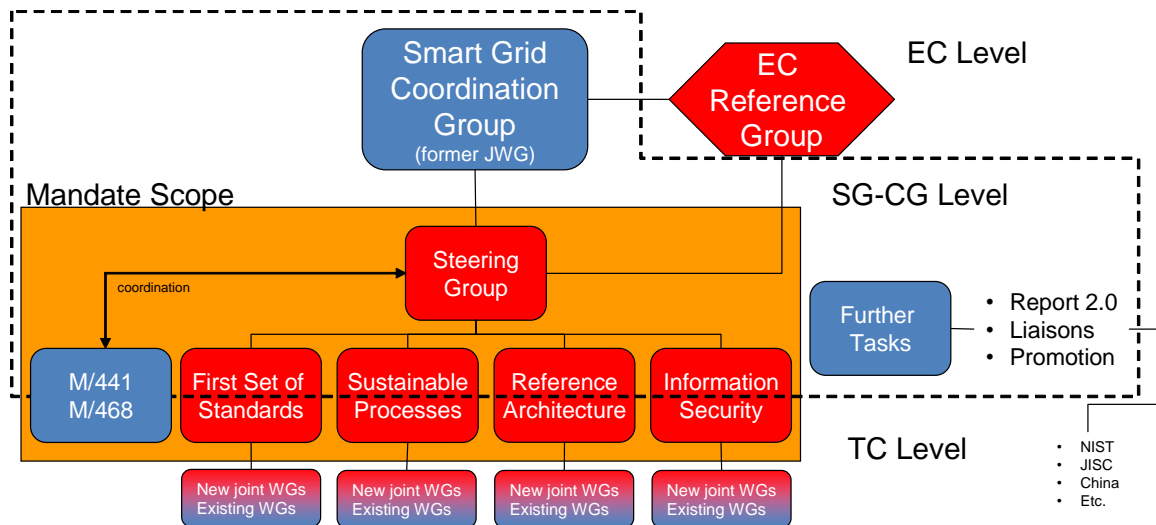 Smart Grid
Coordination
Group
(former JWG)
EC
Reference
Group
EC Level
Mandate Scope
SG-CG Level
Steering
Group
coordination
Further
Tasks
• Report 2.0
• Liaisons
• Promotion
M/441
M/468
First Set of
Standards
Sustainable
Processes
Reference
Architecture
Information
Security
TC Level
• NIST
• JISC
• China
• Etc.
New joint WGs
Existing WGs
New joint WGs
Existing WGs
New joint WGs
Existing WGs
New joint WGs
Existing WGs